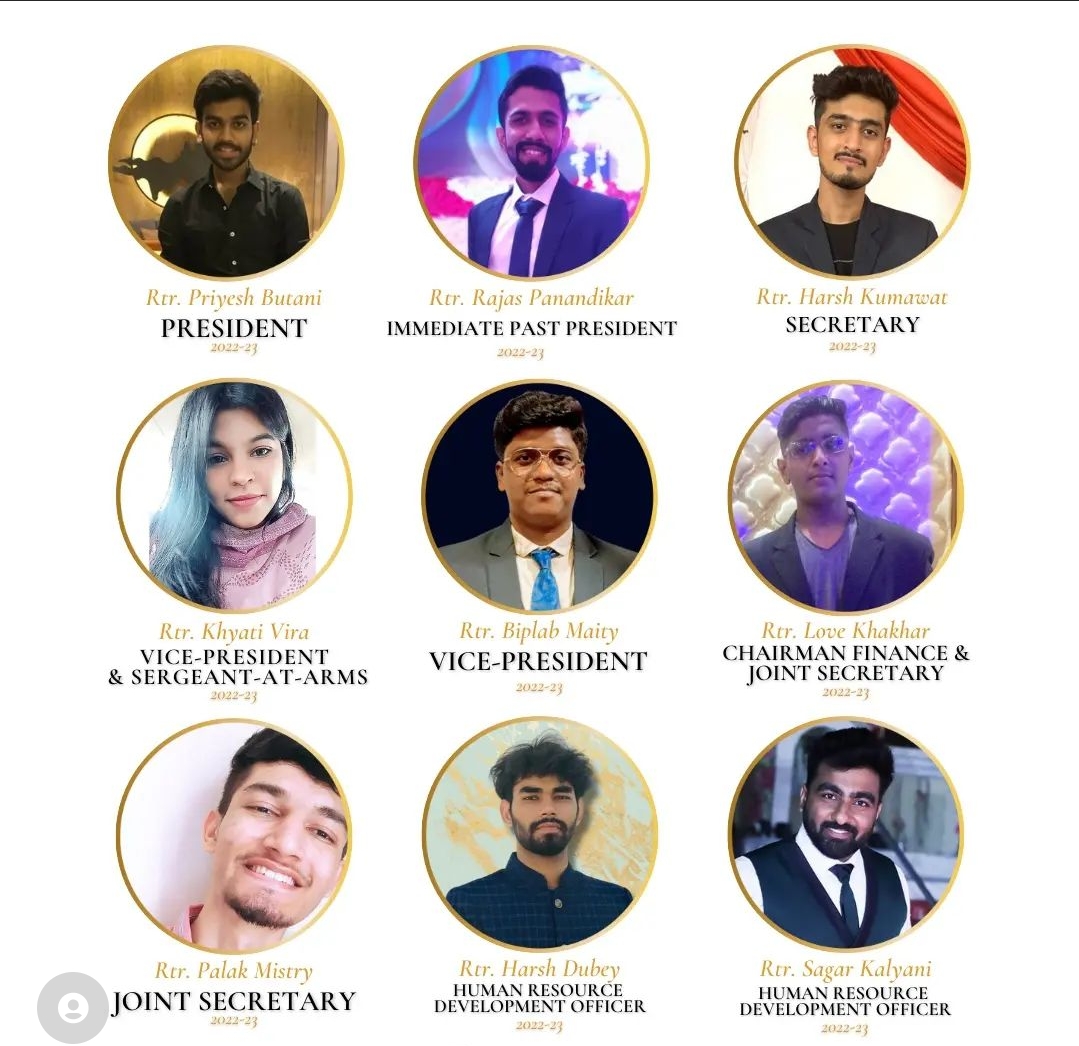 Rtr. Priyesh Butani
PRESIDENT
2022-23
Rtr. Rajas Panandikar
IMMEDIATE PAST PRESIDENT
2022-23
Rtr. Harsh Kumawat
SECRETARY
2022-23
Rtr. Khyati Vira
VICE-PRESIDENT
& SERGEANT-AT-ARMS
2022-23
Rtr. Biplab Maity
VICE-PRESIDENT
2022-23
Rtr. Love Khakhar
CHAIRMAN FINANCE &
JOINT SECRETARY
2022-23
Rtr. Palak Mistry
JOINT SECRETARY
2022-23
Rtr. Harsh Dubey
HUMAN RESOURCE
DEVELOPMENT OFFICER
2022-23
Rtr. Sagar Kalyani
HUMAN RESOURCE
DEVELOPMENT OFFICER
2022-23